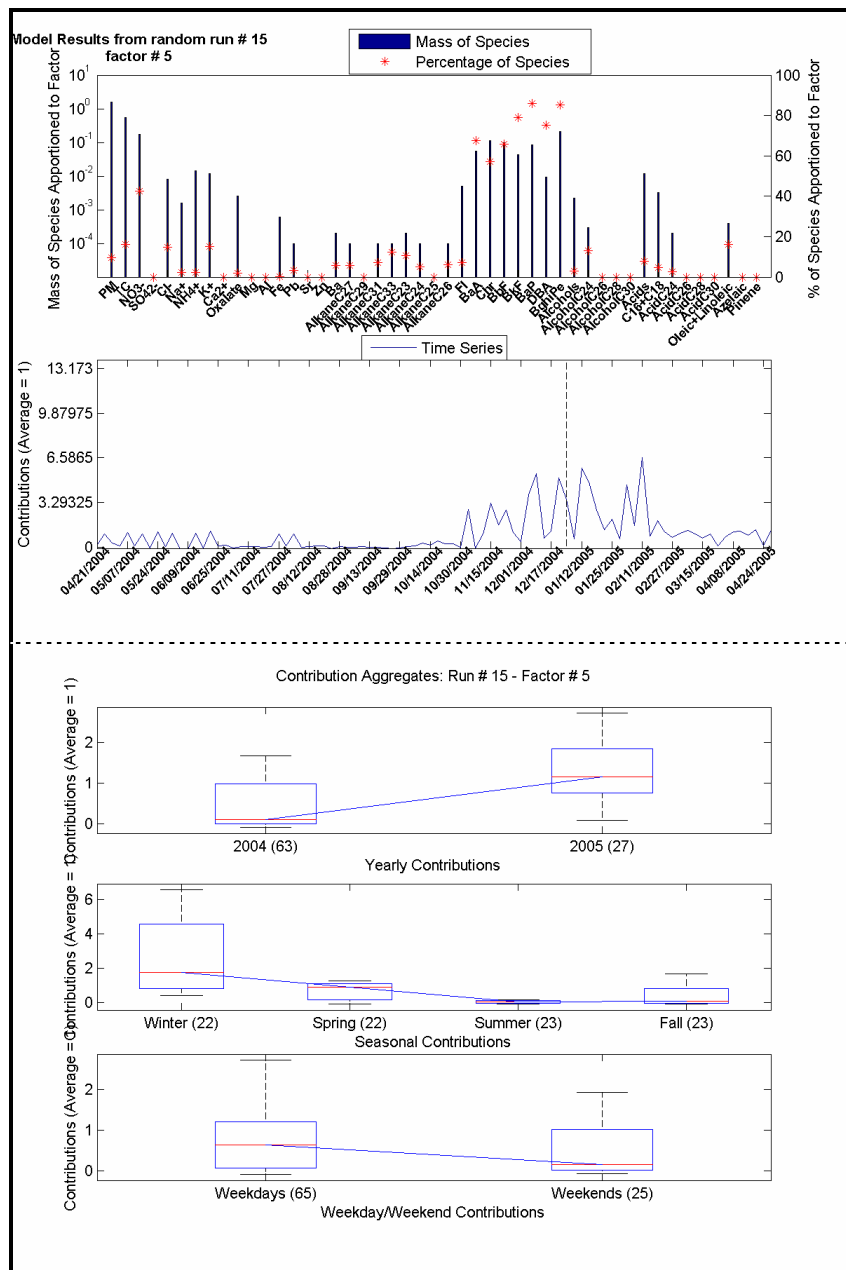 Model Results from random run # 15
factor # 5
Mass of Species
Percentage of Species
Mass of Species Apportioned to Factor
10^1
10^0
10^-1
10^-2
10^-3
10^-4
% of Species Apportioned to Factor
100
80
60
40
20
0
PM
TC
NO3-
SO42-
Cl-
Na+
NH4+
K+
Ca2+
Oxalate
Mg
Al
Fe
Pb
Si
Zn
Ba
AlkaneC27
AlkaneC29
AlkaneC31
AlkaneC33
AlkaneC23
AlkaneC24
AlkaneC25
AlkaneC26
Fl
BaA
Chr
BbF
BkF
BaP
DBA
BghiPe
Alcohols
AlcoholC24
AlcoholC26
AlcoholC28
AlcoholC30
Acids
C16+C18
AcidC24
AcidC26
AcidC28
AcidC30
Oleic+Linoleic
Azelaic
Pinene
Time Series
Contributions (Average = 1)
13.173
9.87975
6.5865
3.29325
0
04/21/2004
05/07/2004
05/24/2004
06/09/2004
06/25/2004
07/11/2004
07/27/2004
08/12/2004
08/28/2004
09/13/2004
09/29/2004
10/14/2004
10/30/2004
11/15/2004
12/01/2004
12/17/2004
01/12/2005
01/25/2005
02/11/2005
02/27/2005
03/15/2005
04/08/2005
04/24/2005
Contribution Aggregates: Run # 15 - Factor # 5
Contributions (Average = 1)
2
1
0
2004 (63)
2005 (27)
Yearly Contributions
Contributions (Average = 1)
6
4
2
0
Winter (22)
Spring (22)
Summer (23)
Fall (23)
Seasonal Contributions
Contributions (Average = 1)
2
1
0
Weekdays (65)
Weekends (25)
Weekday/Weekend Contributions